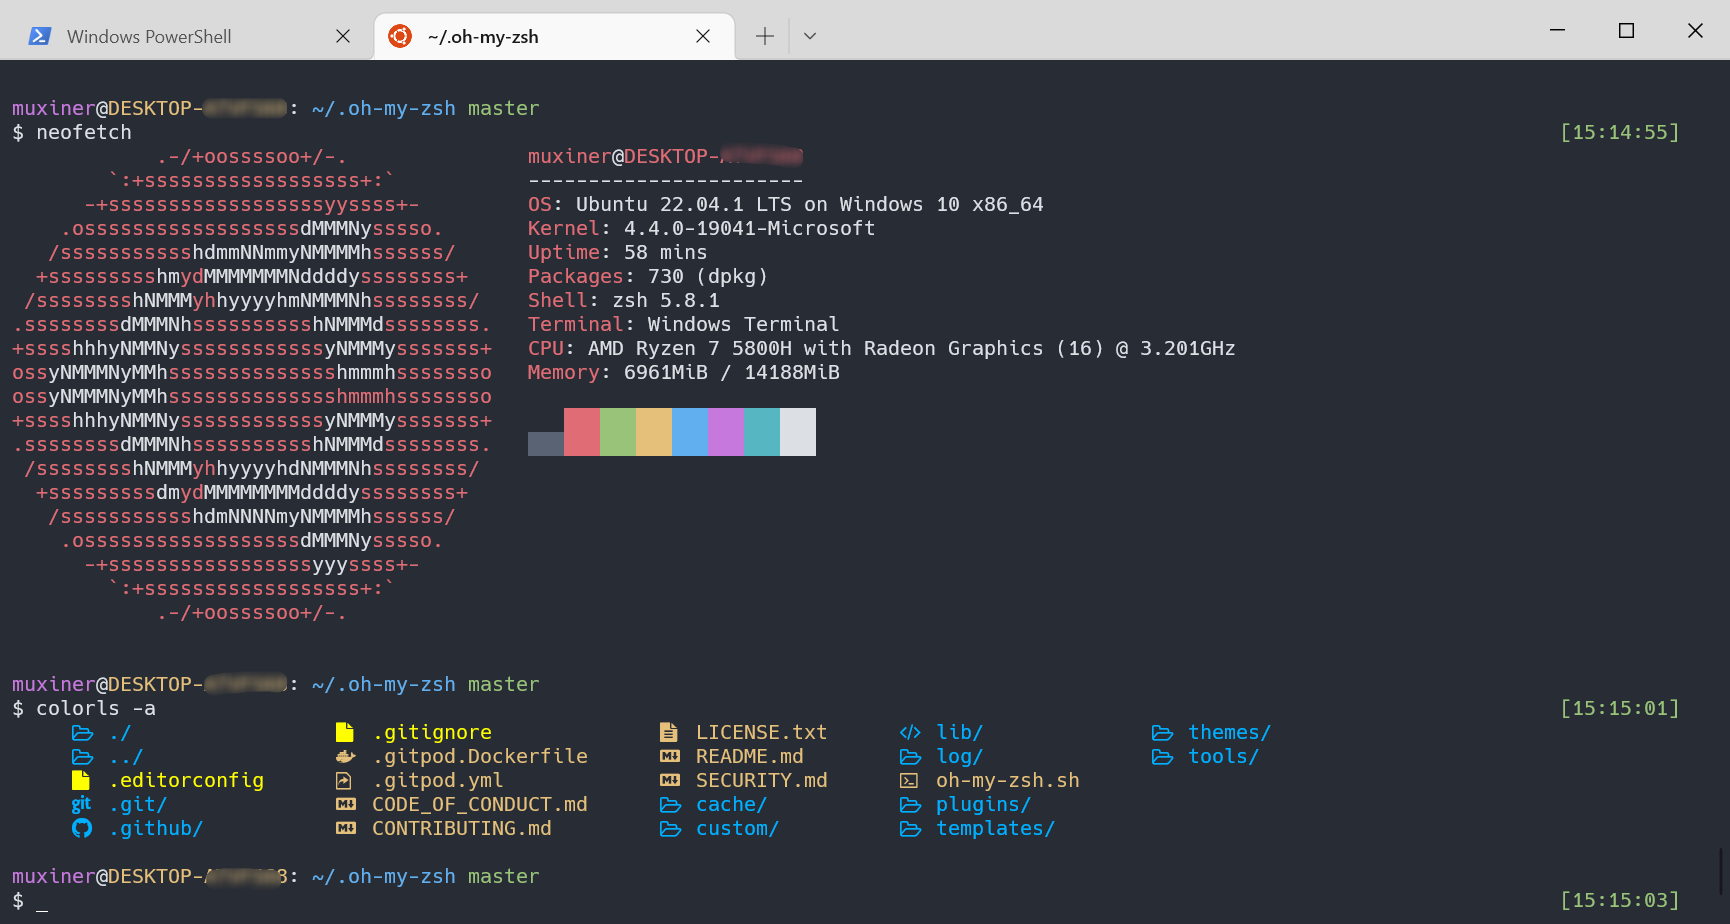 Windows PowerShell
~/.oh-my-zsh
muxiner@DESKTOP-: ~/.oh-my-zsh master
$ neofetch [15:14:55]
.-/+oossssoo+/-. muxiner@DESKTOP-
`:+ssssssssssssssssss+:` -----------------------
-+ssssssssssssssssssyyssss+- OS: Ubuntu 22.04.1 LTS on Windows 10 x86_64
.ossssssssssssssssssdMMMNysssso. Kernel: 4.4.0-19041-Microsoft
/ssssssssssshdmmNNmmyNMMMMhssssss/ Uptime: 58 mins
+ssssssssshmydMMMMMMMNddddyssssssss+ Packages: 730 (dpkg)
/sssssssshNMMMyhhyyyyhmNMMMNhssssssss/ Shell: zsh 5.8.1
.ssssssssdMMMNhsssssssssshNMMMdssssssss. Terminal: Windows Terminal
+sssshhhyNMMNyssssssssssssyNMMMysssssss+ CPU: AMD Ryzen 7 5800H with Radeon Graphics (16) @ 3.201GHz
ossyNMMMNyMMhsssssssssssssshmmmhssssssso Memory: 6961MiB / 14188MiB
ossyNMMMNyMMhsssssssssssssshmmmhssssssso
+sssshhhyNMMNyssssssssssssyNMMMysssssss+
.ssssssssdMMMNhsssssssssshNMMMdssssssss.
/sssssssshNMMMyhhyyyyhdNMMMNhssssssss/
+sssssssssdmydMMMMMMMMddddyssssssss+
/ssssssssssshdmNNNNmyNMMMMhssssss/
.ossssssssssssssssssdMMMNysssso.
-+sssssssssssssssssyyyssss+-
`:+ssssssssssssssssss+:`
.-/+oossssoo+/-.
muxiner@DESKTOP-: ~/.oh-my-zsh master
$ colorls -a [15:15:01]
./ .gitignore LICENSE.txt lib/ themes/
../ .gitpod.Dockerfile README.md log/ tools/
.editorconfig .gitpod.yml SECURITY.md oh-my-zsh.sh
git .git/ CODE_OF_CONDUCT.md cache/ plugins/
.github/ CONTRIBUTING.md custom/ templates/
muxiner@DESKTOP-: ~/.oh-my-zsh master
$ _ [15:15:03]